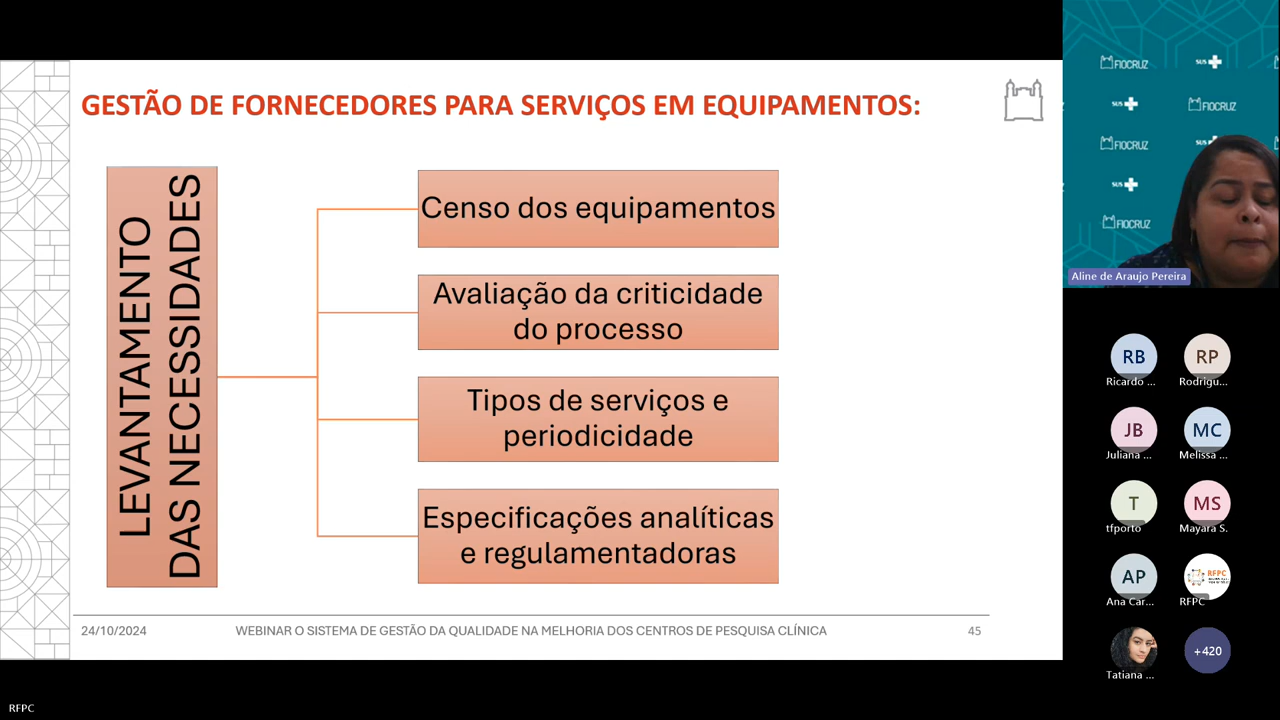 GESTÃO DE FORNECEDORES PARA SERVIÇOS EM EQUIPAMENTOS:
LEVANTAMENTO
DAS NECESSIDADES
Censo dos equipamentos
Avaliação da criticidade
do processo
Tipos de serviços e
periodicidade
Especificações analíticas
e regulamentadoras
24/10/2024
WEBINAR O SISTEMA DE GESTÃO DA QUALIDADE NA MELHORIA DOS CENTROS DE PESQUISA CLÍNICA
45
FIOCRUZ
SUS
SUS
FIOCRUZ
FIOCRUZ
SUS
SUS
FIOCRUZ
Aline de Araujo Pereira
RB
Ricardo ...
RP
Rodrigu...
JB
Juliana ...
MC
Melissa ...
T
tfporto
MS
Mayara S.
AP
Ana Car...
RFPC
RFPC
Tatiana ...
+420
RFPC